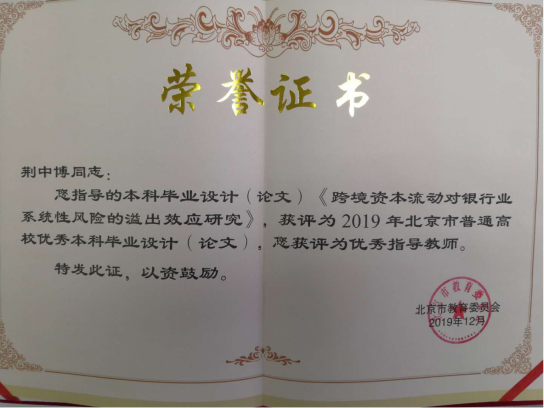 荣誉证书
荆中博同志：
您指导的本科毕业设计（论文）《跨境资本流动对银行业
系统性风险的溢出效应研究》，获评为2019年北京市普通高
校优秀本科毕业设计（论文），您获评为优秀指导教师。
特发此证，以资鼓励。
北京市教育委员会
2019年12月